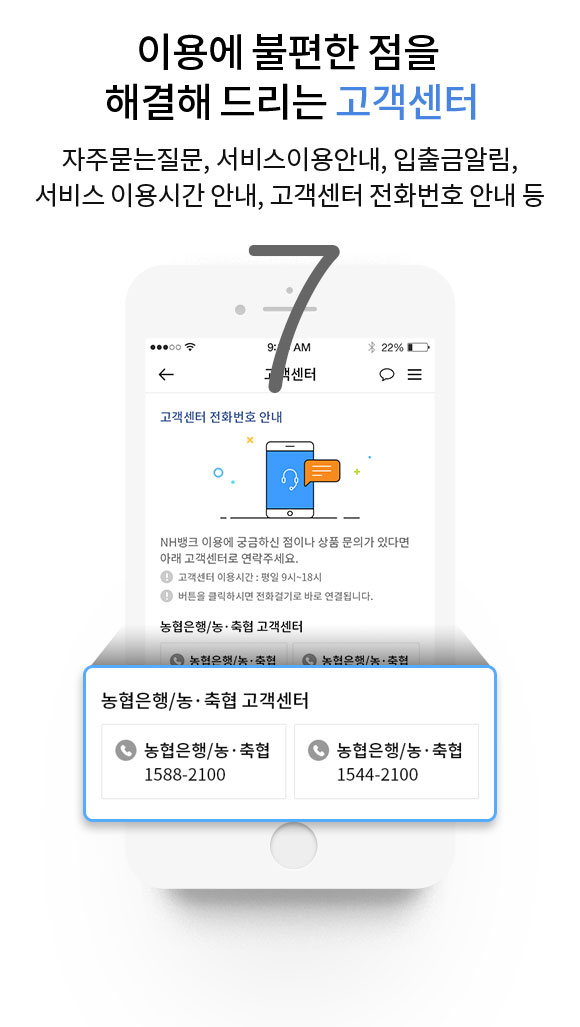 이용에 불편한 점을
해결해 드리는 고객센터
자주묻는질문, 서비스이용안내, 입출금알림,
서비스 이용시간 안내, 고객센터 전화번호 안내 등
7
AM
22%
고객센터
고객센터 전화번호 안내
NH뱅크 이용에 궁금하신 점이나 상품 문의가 있다면
아래 고객센터로 연락주세요.
고객센터 이용시간 : 평일 9시~18시
버튼을 클릭하시면 전화걸기로 바로 연결됩니다.
농협은행/농·축협 고객센터
농협은행/농·축협 농협은행/농·축협
농협은행/농·축협 고객센터
농협은행/농·축협 농협은행/농·축협
1588-2100 1544-2100